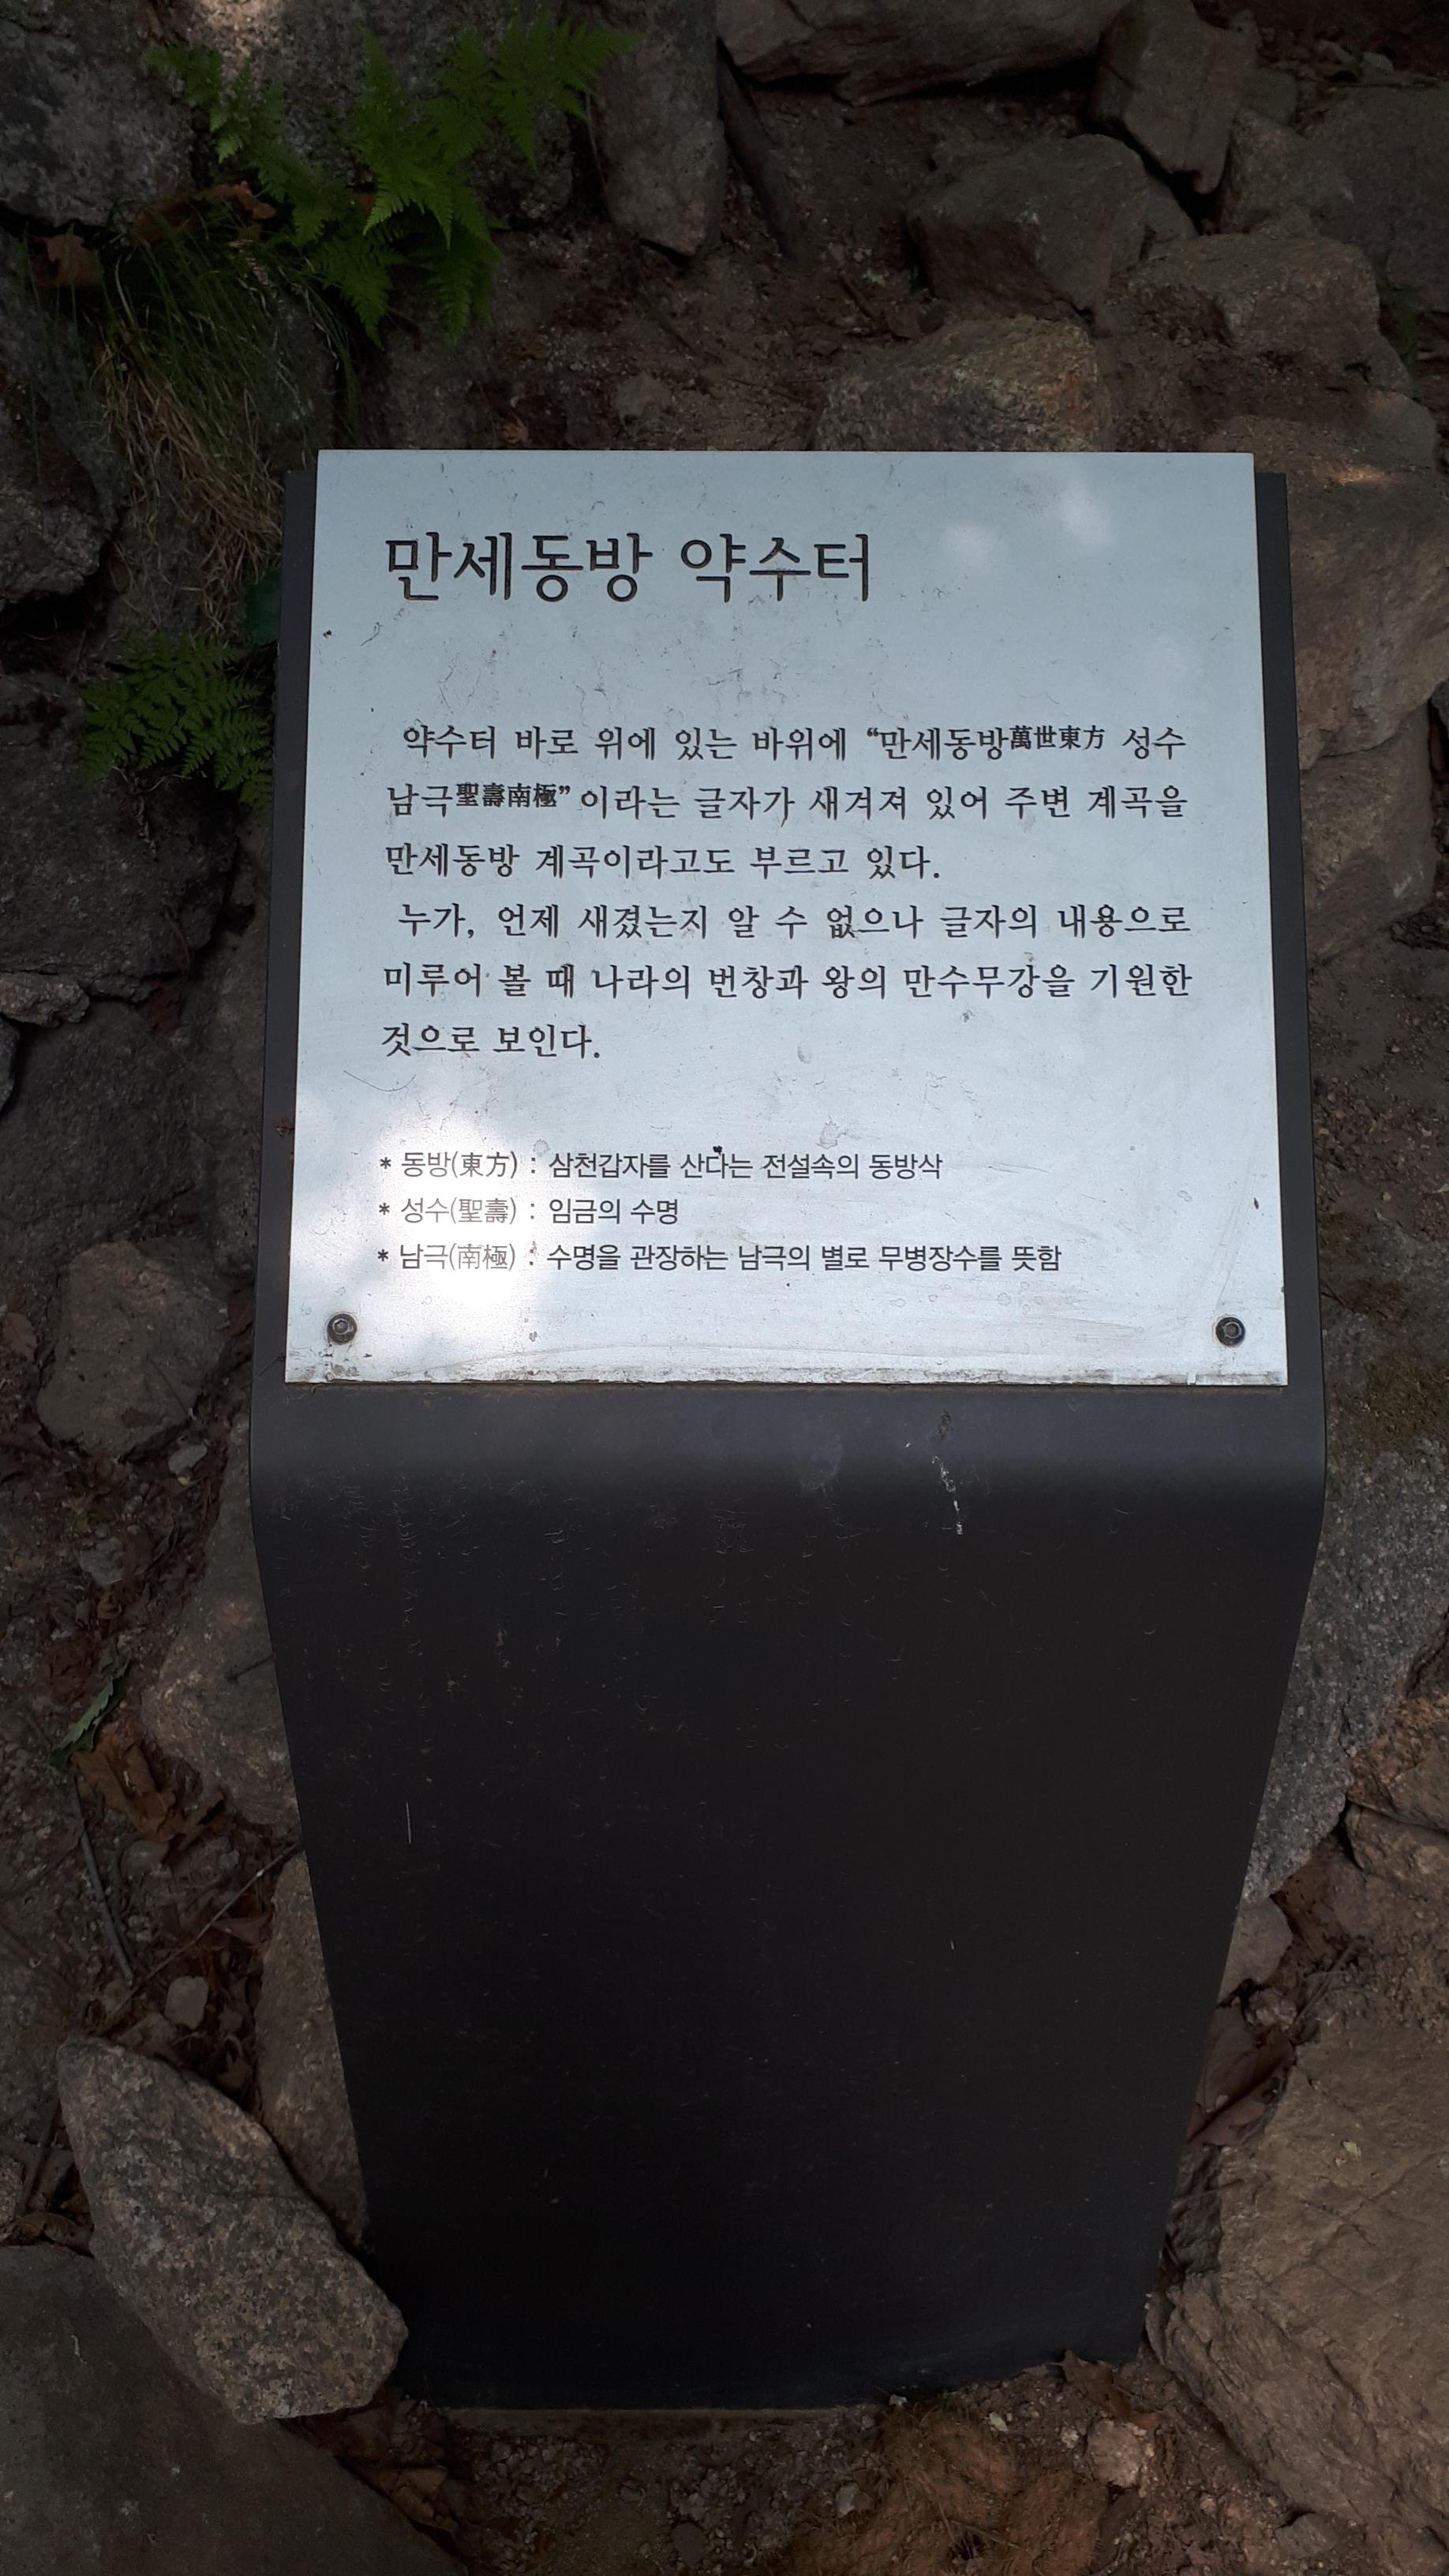 만세동방 약수터
약수터 바로 위에 있는 바위에 “만세동방萬世東方 성수
남극聖壽南極”이라는 글자가 새겨져 있어 주변 계곡을
만세동방 계곡이라고도 부르고 있다.
누가, 언제 새겼는지 알 수 없으나 글자의 내용으로
미루어 볼 때 나라의 번창과 왕의 만수무강을 기원한
것으로 보인다.
* 동방(東方) : 삼천갑자를 산다는 전설속의 동방삭
* 성수(聖壽) : 임금의 수명
* 남극(南極) : 수명을 관장하는 남극의 별로 무병장수를 뜻함